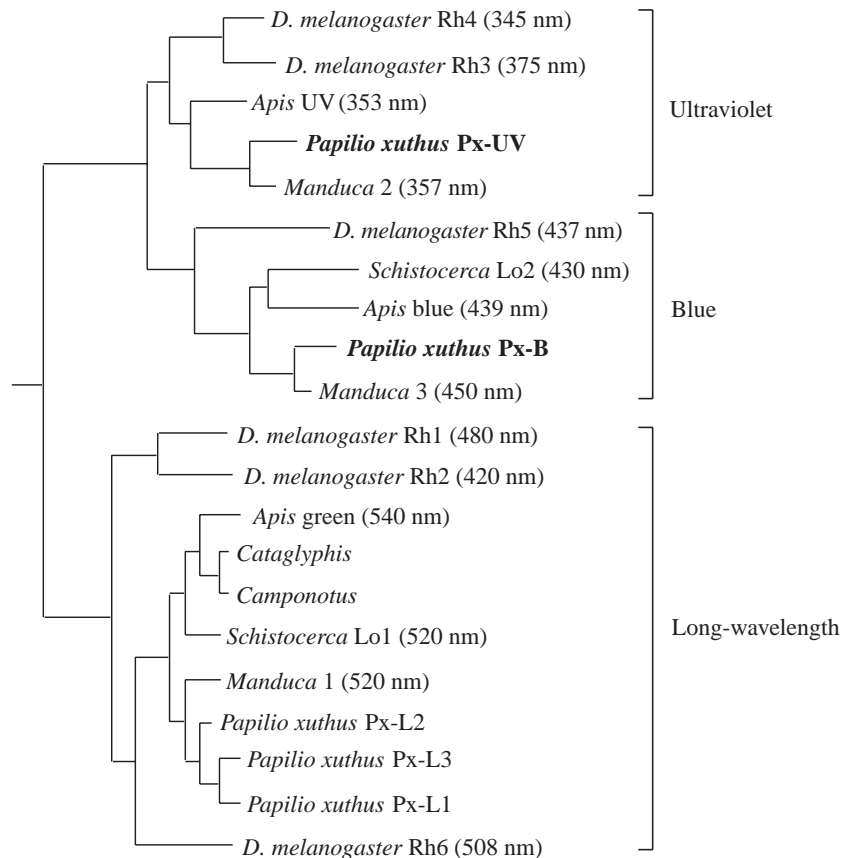 D. melanogaster Rh4 (345 nm)
D. melanogaster Rh3 (375 nm)
Apis UV (353 nm)
Papilio xuthus Px-UV
Manduca 2 (357 nm)
Ultraviolet
D. melanogaster Rh5 (437 nm)
Schistocerca Lo2 (430 nm)
Apis blue (439 nm)
Papilio xuthus Px-B
Manduca 3 (450 nm)
Blue
D. melanogaster Rh1 (480 nm)
D. melanogaster Rh2 (420 nm)
Apis green (540 nm)
Cataglyphis
Camponotus
Schistocerca Lo1 (520 nm)
Manduca 1 (520 nm)
Papilio xuthus Px-L2
Papilio xuthus Px-L3
Papilio xuthus Px-L1
D. melanogaster Rh6 (508 nm)
Long-wavelength